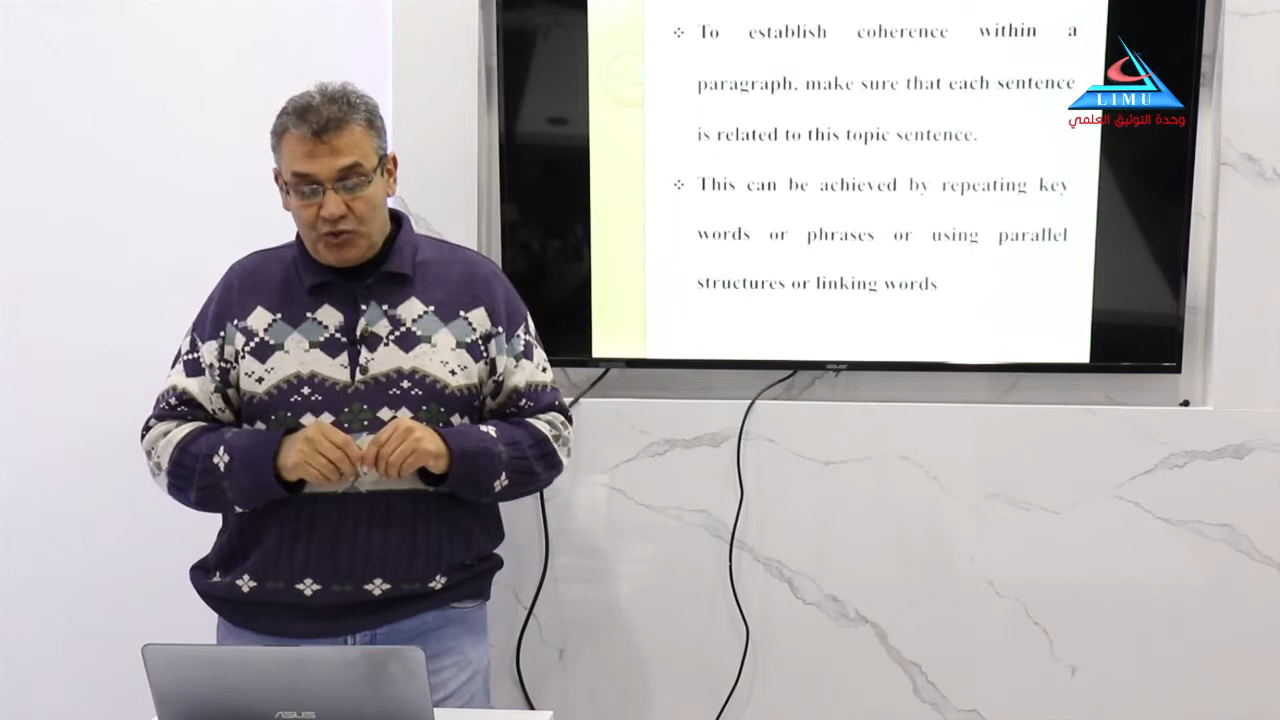 ❖ To establish coherence within a
paragraph, make sure that each sentence
is related to this topic sentence.
❖ This can be achieved by repeating key
words or phrases or using parallel
structures or linking words
LIMU
وحدة التوثيق العلمي
ASUS
ASUS